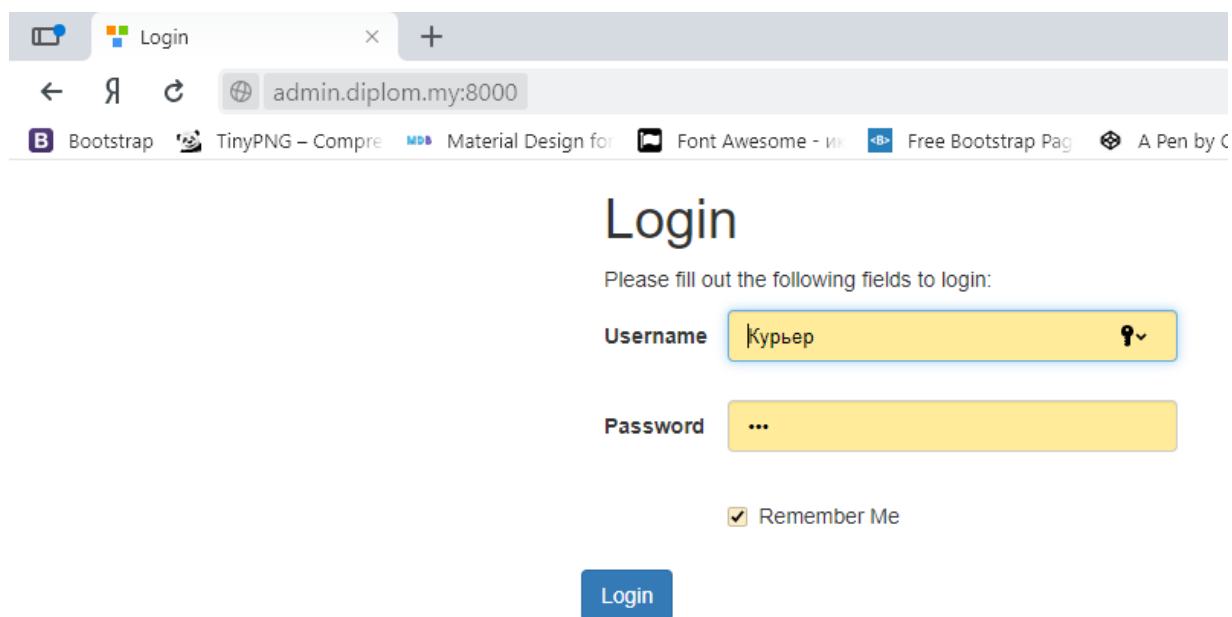 Login
Я admin.diplom.my:8000
Bootstrap TinyPNG – Compre Material Design for Font Awesome - ик Free Bootstrap Pag A Pen by C
Login
Please fill out the following fields to login:
Username Курьер
Password •••
Remember Me
Login